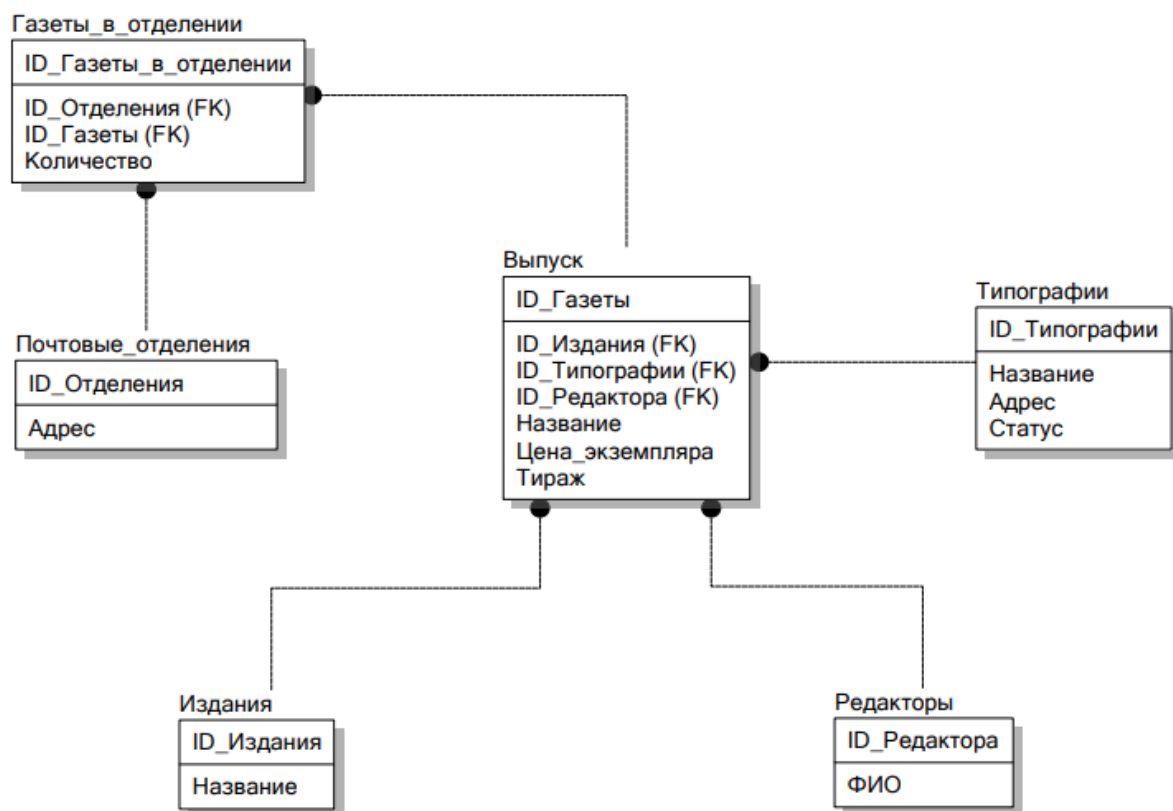 Газеты_в_отделении
ID_Газеты_в_отделении
ID_Отделения (FK)
ID_Газеты (FK)
Количество
Почтовые_отделения
ID_Отделения
Адрес
Выпуск
ID_Газеты
ID_Издания (FK)
ID_Типографии (FK)
ID_Редактора (FK)
Название
Цена_экземпляра
Тираж
Типографии
ID_Типографии
Название
Адрес
Статус
Издания
ID_Издания
Название
Редакторы
ID_Редактора
ФИО